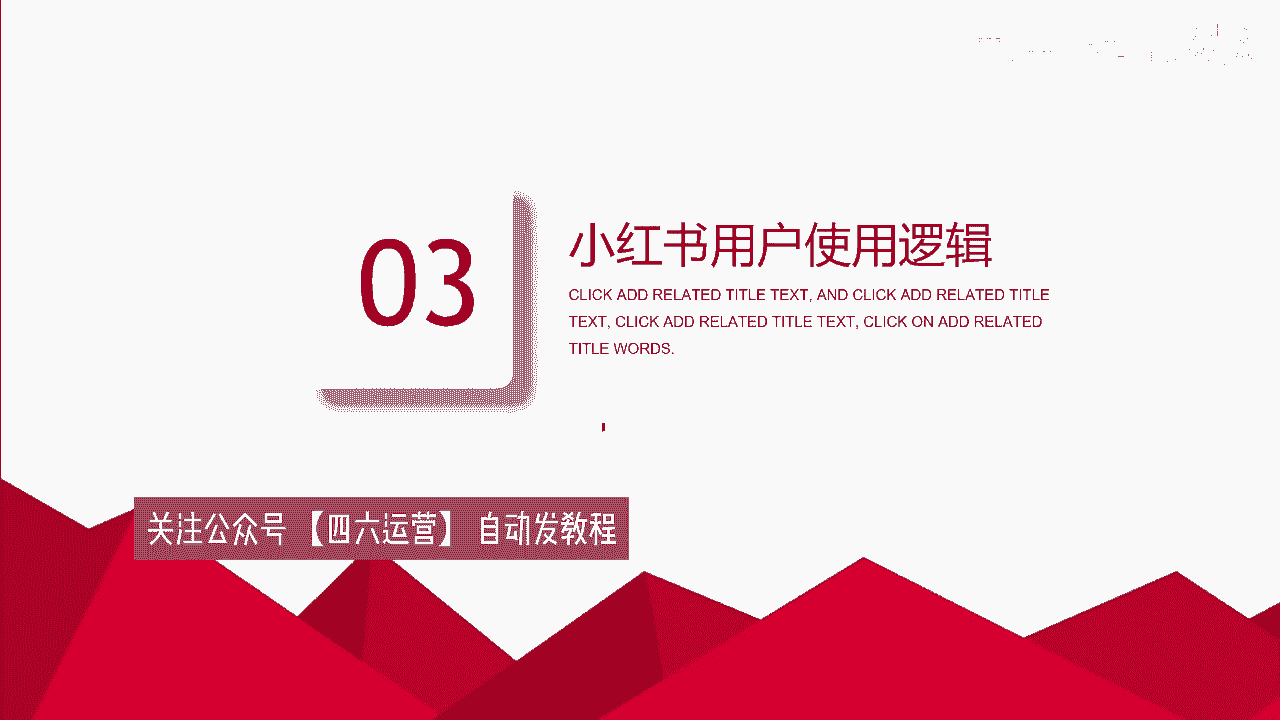 03
小红书用户使用逻辑
CLICK ADD RELATED TITLE TEXT, AND CLICK ADD RELATED TITLE
TEXT, CLICK ADD RELATED TITLE TEXT, CLICK ON ADD RELATED
TITLE WORDS.
关注公众号 【四六运营】 自动发教程